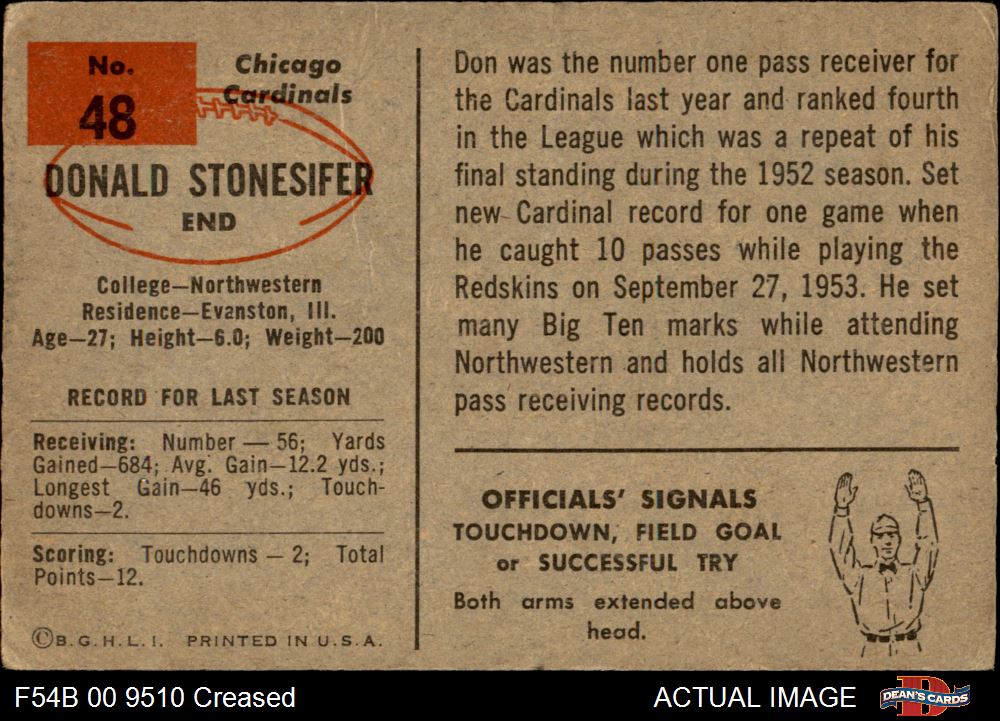 No.
48
Chicago
Cardinals
DONALD STONESIFER
END
College—Northwestern
Residence—Evanston, Ill.
Age—27; Height—6.0; Weight—200
RECORD FOR LAST SEASON
Receiving: Number — 56; Yards
Gained—684; Avg. Gain—12.2 yds.;
Longest Gain—46 yds.; Touch-
downs—2.
Scoring: Touchdowns — 2; Total
Points—12.
©B.G.H.L.I. PRINTED IN U.S.A.
Don was the number one pass receiver for
the Cardinals last year and ranked fourth
in the League which was a repeat of his
final standing during the 1952 season. Set
new Cardinal record for one game when
he caught 10 passes while playing the
Redskins on September 27, 1953. He set
many Big Ten marks while attending
Northwestern and holds all Northwestern
pass receiving records.
OFFICIALS' SIGNALS
TOUCHDOWN, FIELD GOAL
or SUCCESSFUL TRY
Both arms extended above
head.
F54B 00 9510 Creased
ACTUAL IMAGE
DEAN'S CARDS